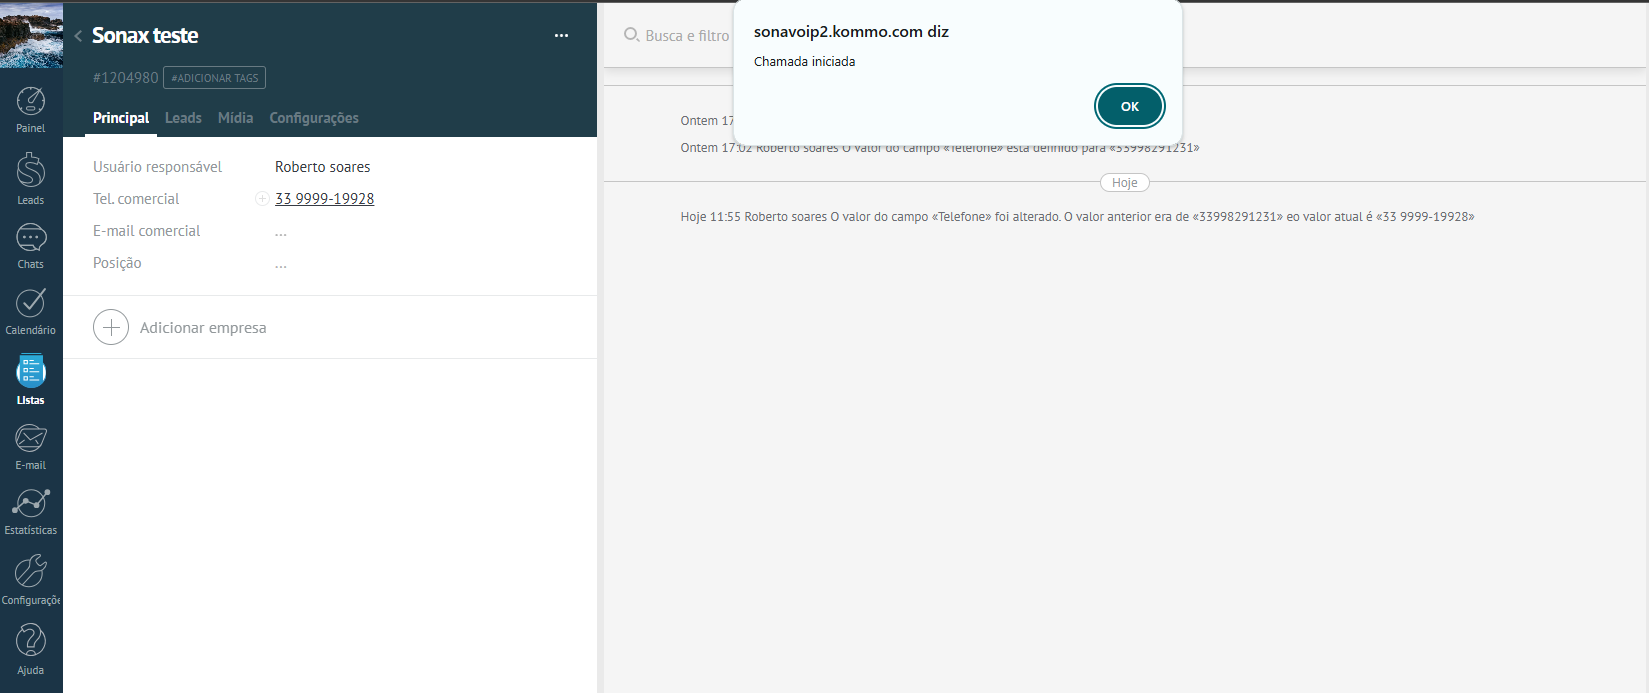 Sonax teste
#1204980 #ADICIONAR TAGS
Principal Leads Mídia Configurações
Usuário responsável Roberto soares
Tel. comercial 33 9999-19928
E-mail comercial ...
Posição ...
Adicionar empresa
Painel
Leads
Chats
Calendário
Listas
E-mail
Estatísticas
Configuraçõe
Ajuda
Busca e filtro
sonavoip2.kommo.com diz
Chamada iniciada
OK
Ontem 17
Ontem 17:02 Roberto soares O valor do campo «Telefone» está definido para «33998291231»
Hoje
Hoje 11:55 Roberto soares O valor do campo «Telefone» foi alterado. O valor anterior era de «33998291231» eo valor atual é «33 9999-19928»